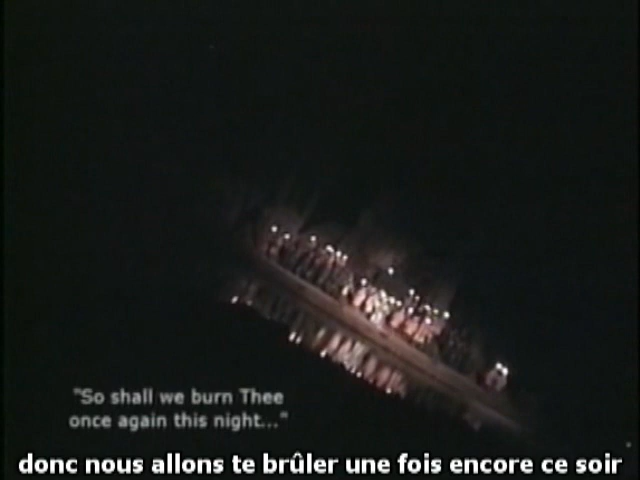 "So shall we burn Thee
once again this night..."
donc nous allons te brûler une fois encore ce soir